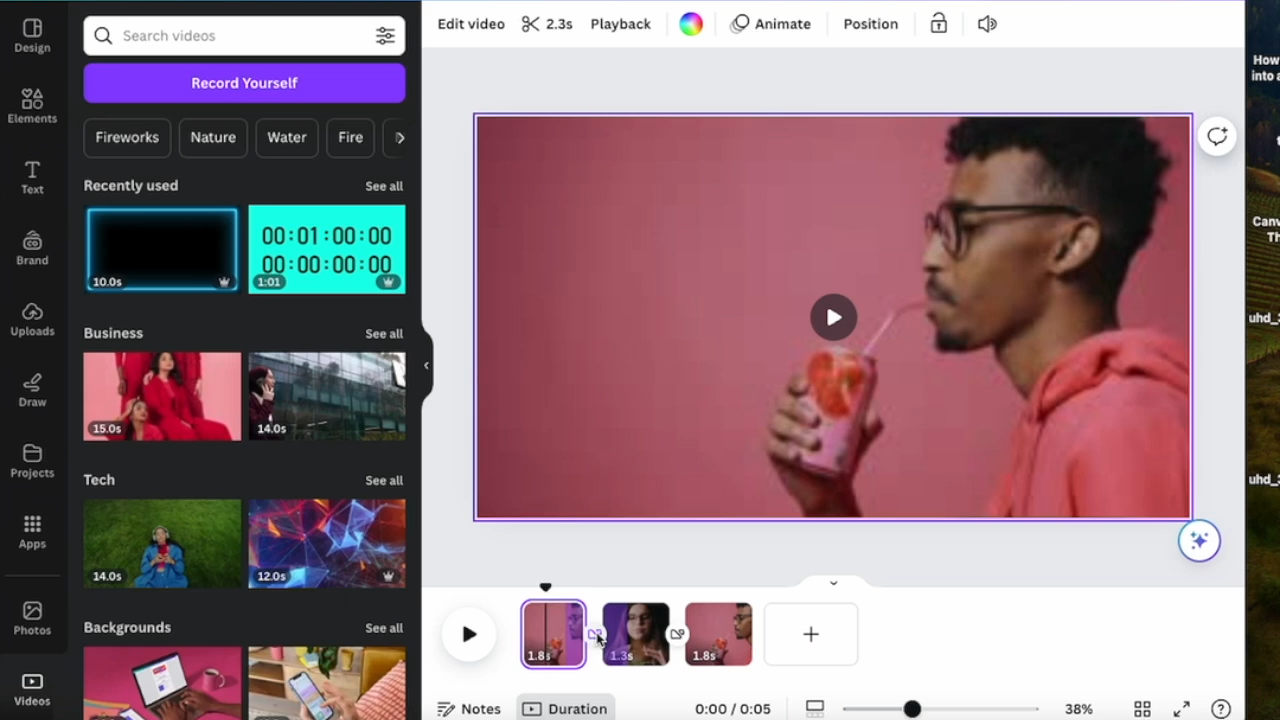 Design
Elements
Text
Brand
Uploads
Draw
Projects
Apps
Photos
Videos
Search videos
Record Yourself
Fireworks
Nature
Water
Fire
Recently used
See all
10.0s
00:01:00:00
00:00:00:00
1:01
Business
See all
15.0s
14.0s
Tech
See all
14.0s
12.0s
Backgrounds
See all
Edit video
2.3s
Playback
Animate
Position
1.8s
1.3s
1.8s
+
Notes
Duration
0:00 / 0:05
38%
How
into a
Canv
Th
uhd_3
uhd_3